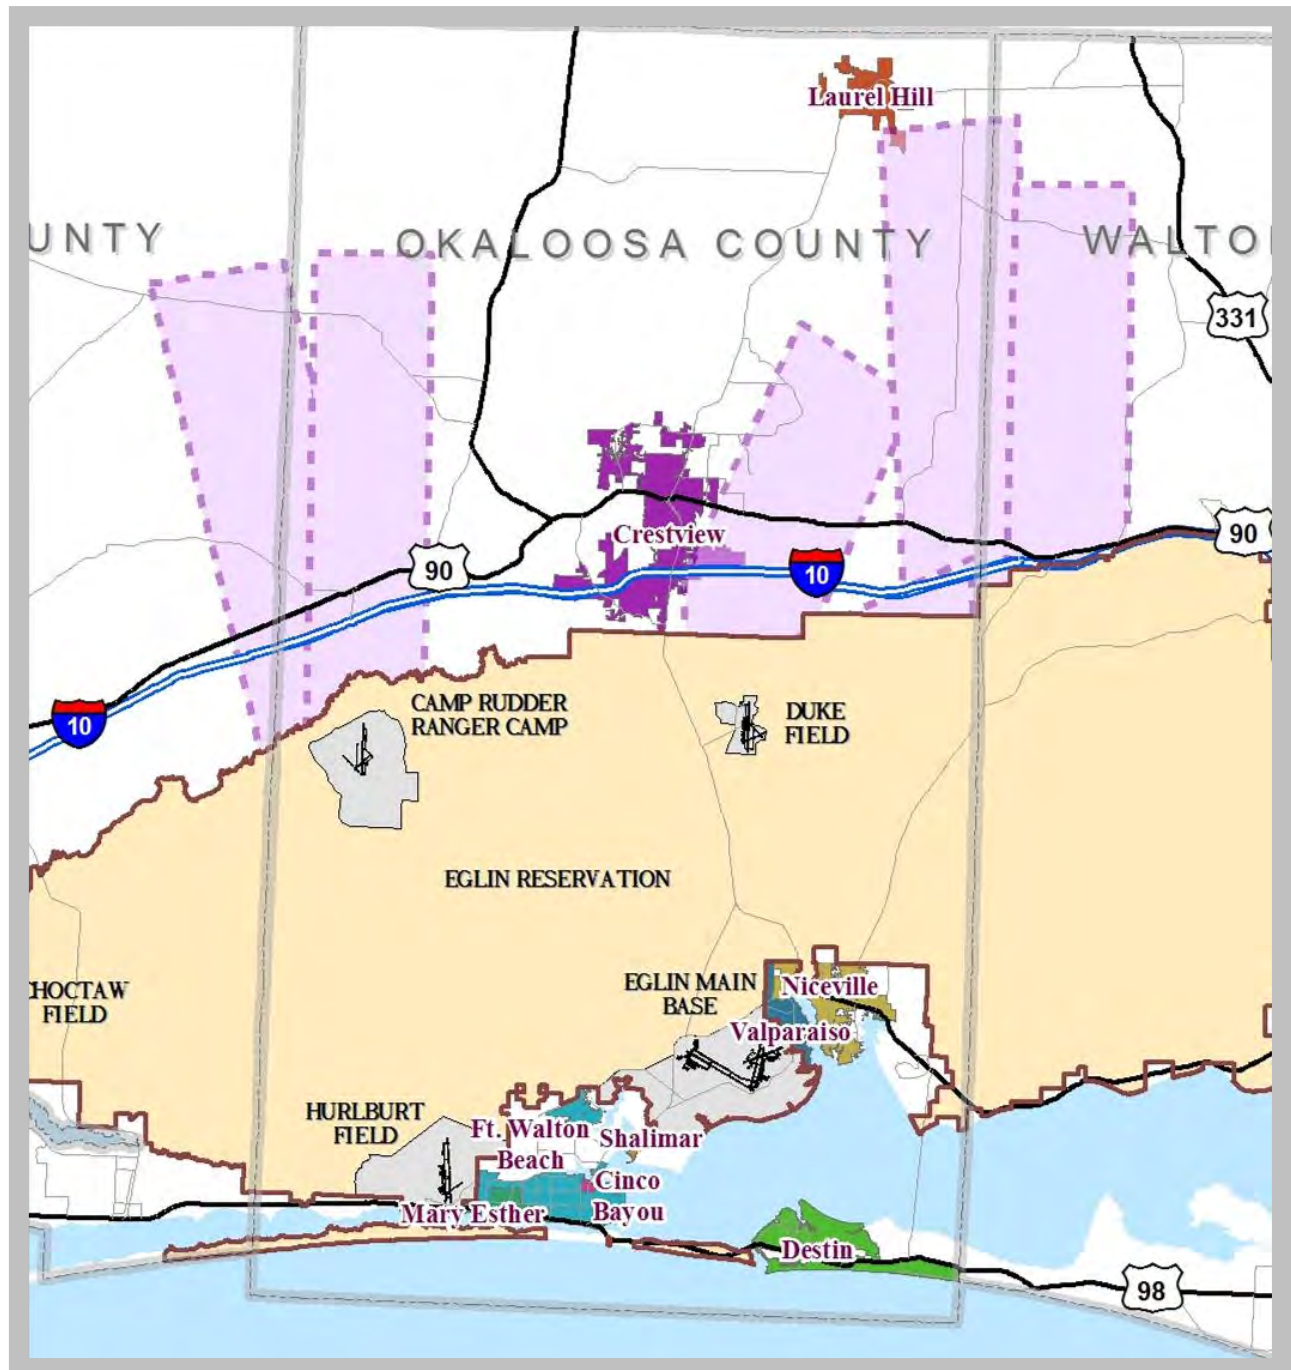 Laurel Hill
UNTY
OKALOOSA COUNTY
WALTO
331
90
Crestview
90
10
10
CAMP RUDDER
RANGER CAMP
DUKE
FIELD
EGLIN RESERVATION
CHOCTAW
FIELD
EGLIN MAIN
BASE
Niceville
Valparaiso
HURLBURT
FIELD
Ft. Walton
Beach
Shalimar
Cinco
Bayou
Mary Esther
Destin
98